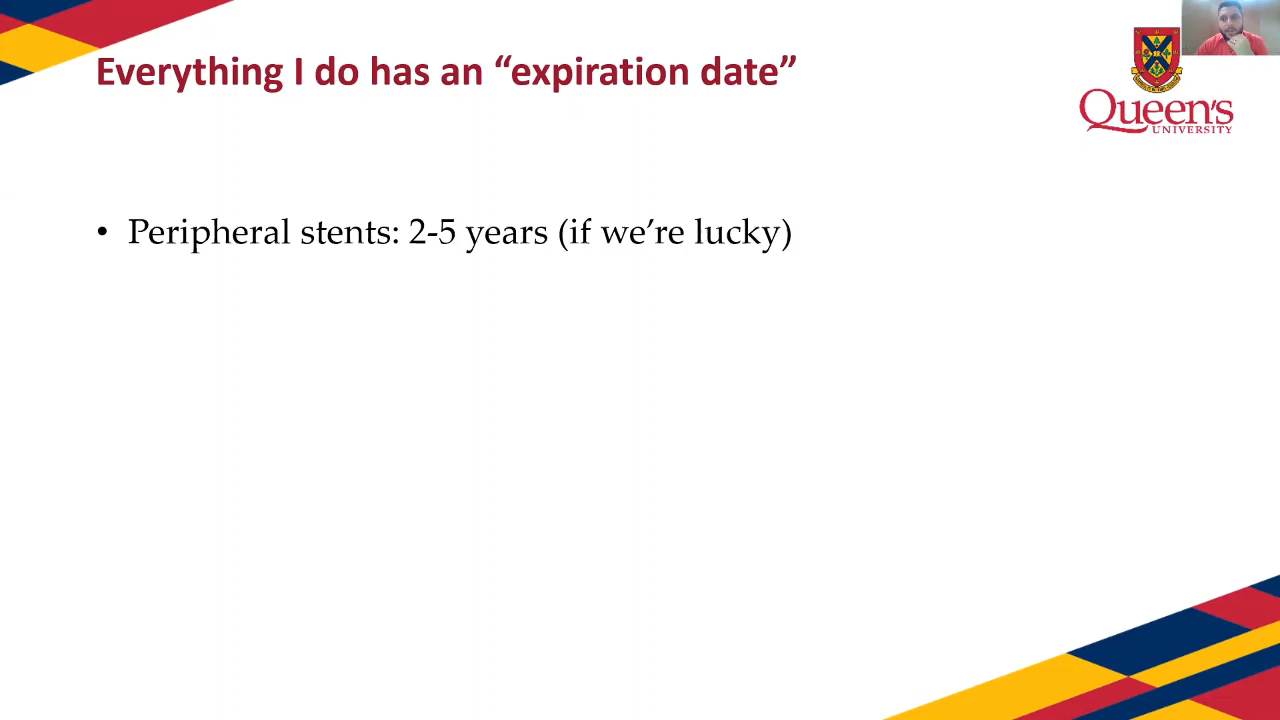 Everything I do has an “expiration date”
Queen's
UNIVERSITY
• Peripheral stents: 2-5 years (if we’re lucky)